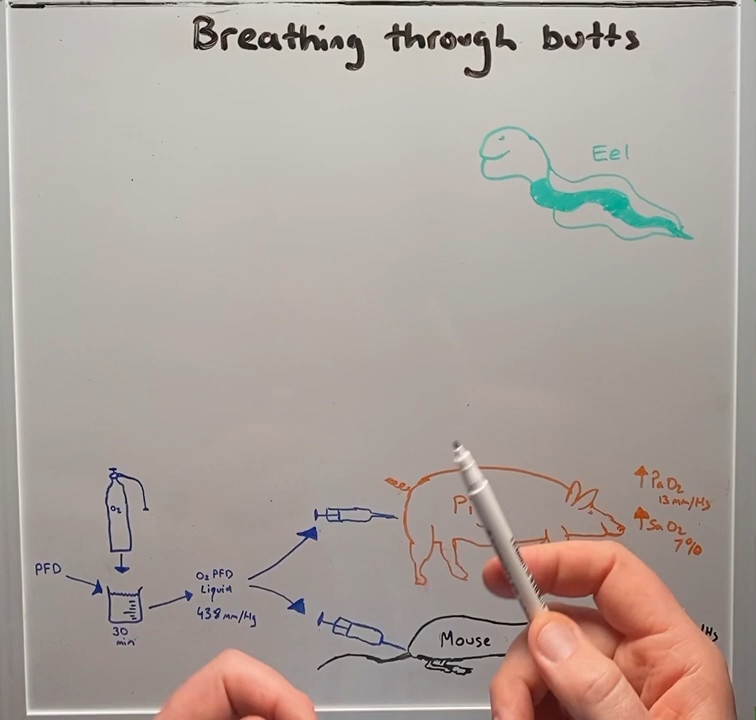 Breathing through butts
Eel
O₂
PFD
30
min
O₂ PFD
Liquid
438 mm/Hg
↑PaO₂
13 mm/Hg
↑SaO₂
7%
Mouse